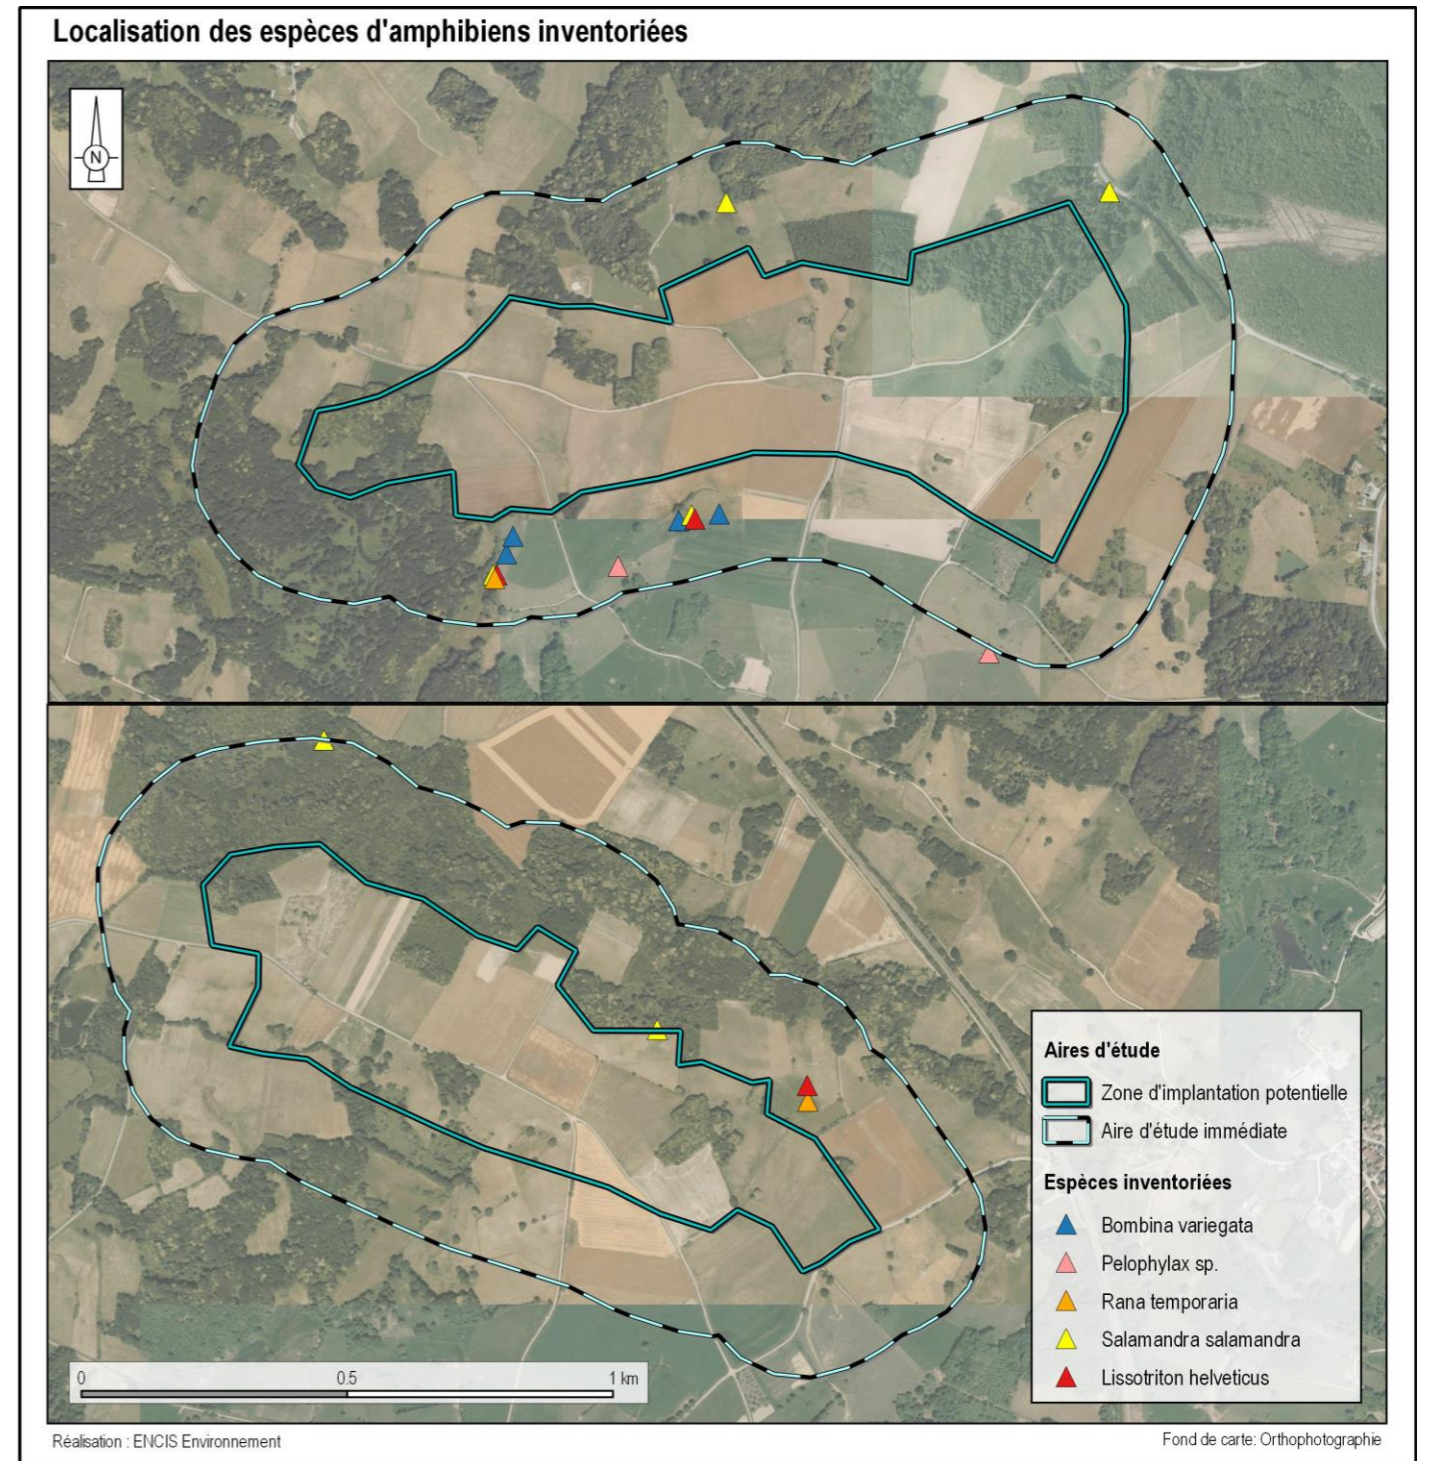 Localisation des espèces d'amphibiens inventoriées
N
Aires d'étude
Zone d'implantation potentielle
Aire d'étude immédiate
Espèces inventoriées
Bombina variegata
Pelophylax sp.
Rana temporaria
Salamandra salamandra
Lissotriton helveticus
0 0.5 1 km
Réalisation : ENCIS Environnement
Fond de carte: Orthophotographie